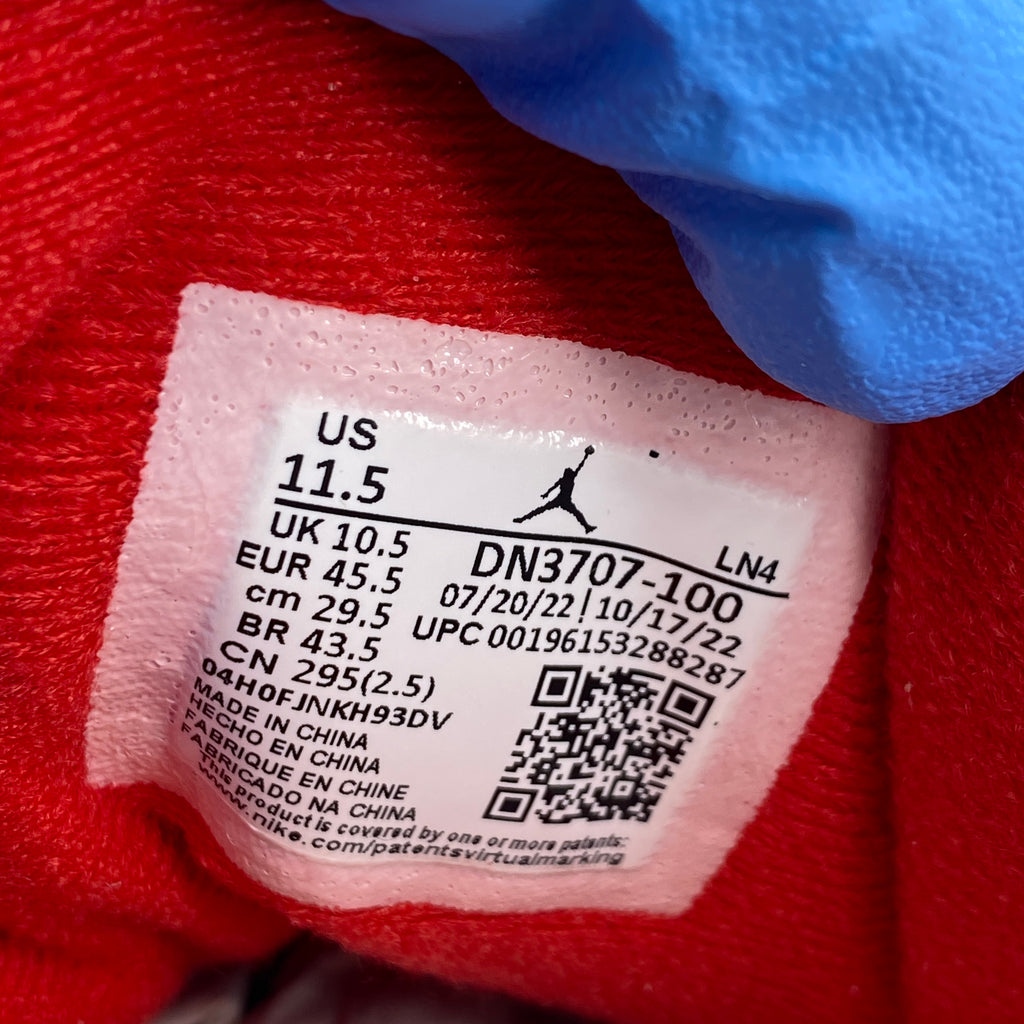 US
11.5
LN4
UK 10.5
EUR 45.5
cm 29.5
BR 43.5
CN 295(2.5)
DN3707-100
07/20/22 | 10/17/22
UPC 00196153288287
04H0FJNKH93DV
MADE IN CHINA
HECHO EN CHINA
FABRIQUE EN CHINE
FABRICADO NA CHINA
This product is covered by one or more patents:
www.nike.com/patentsvirtualmarking